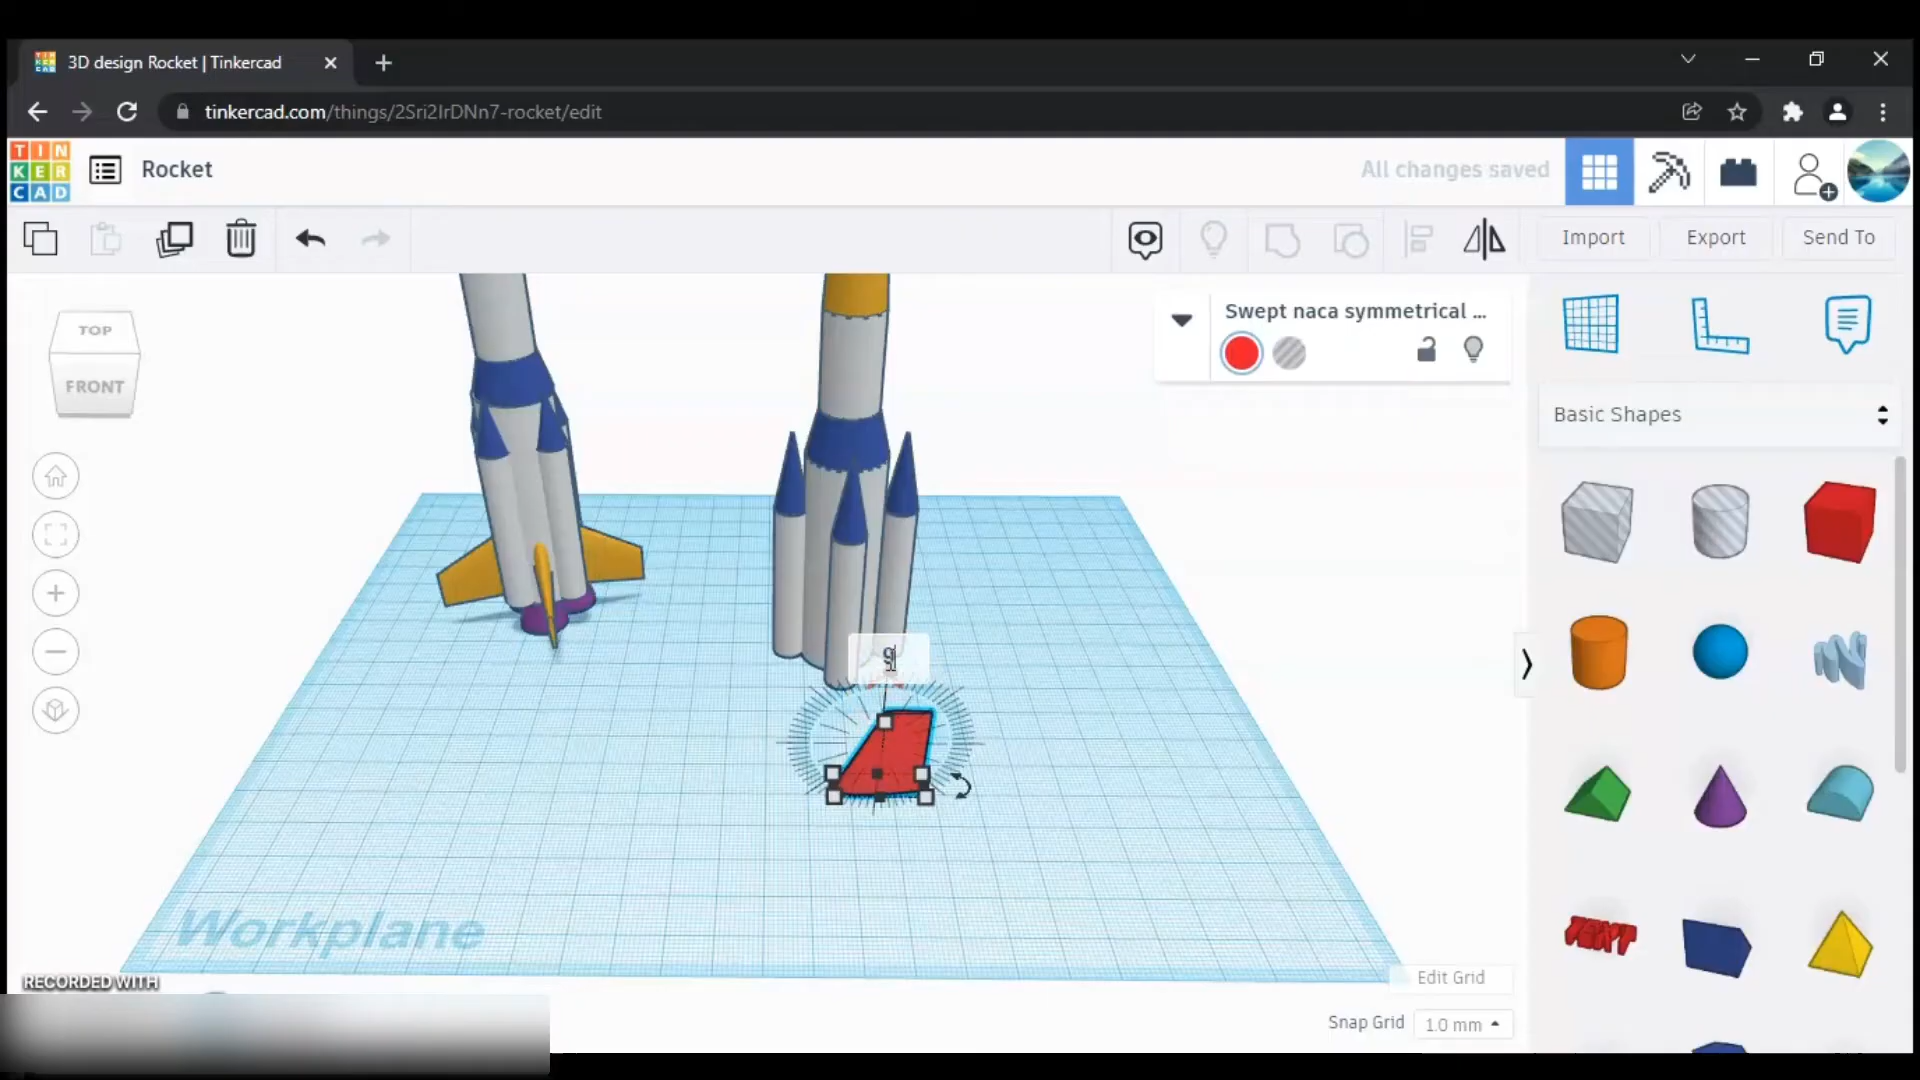 3D design Rocket | Tinkercad
tinkercad.com/things/2Sri2IrDNn7-rocket/edit
TIN
KER
CAD
Rocket
All changes saved
Import
Export
Send To
TOP
FRONT
Swept naca symmetrical ...
Basic Shapes
9
TEXT
Workplane
RECORDED WITH
Edit Grid
Snap Grid
1.0 mm